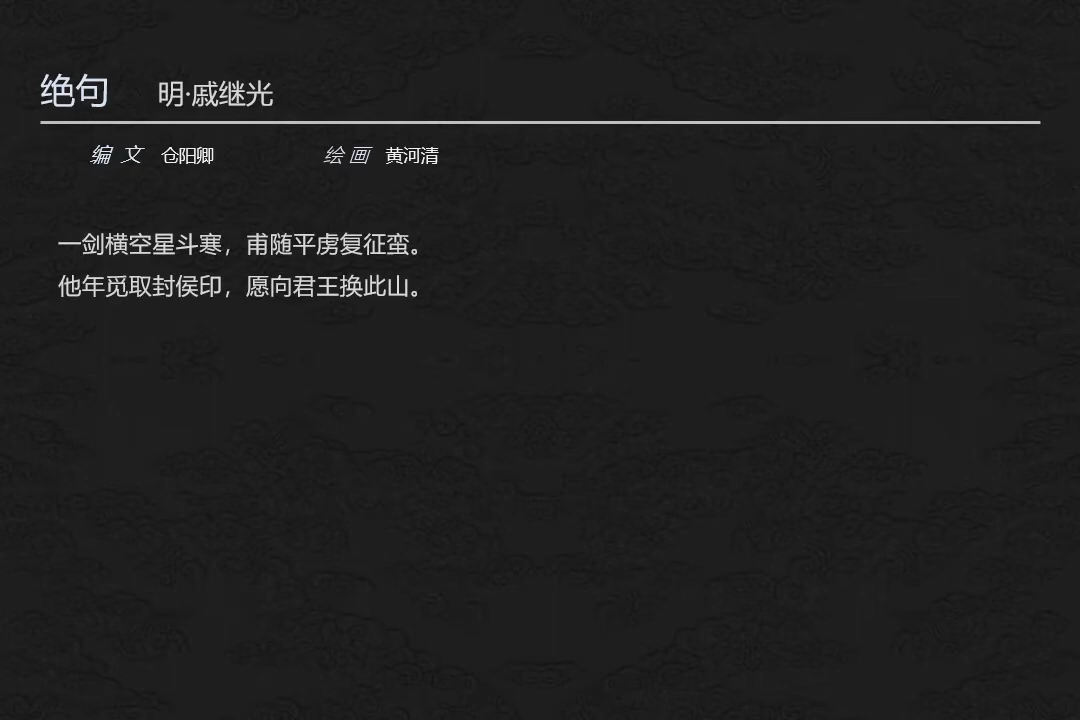 绝句 明·戚继光
编 文 仓阳卿 绘 画 黄河清
一剑横空星斗寒，甫随平虏复征蛮。
他年觅取封侯印，愿向君王换此山。